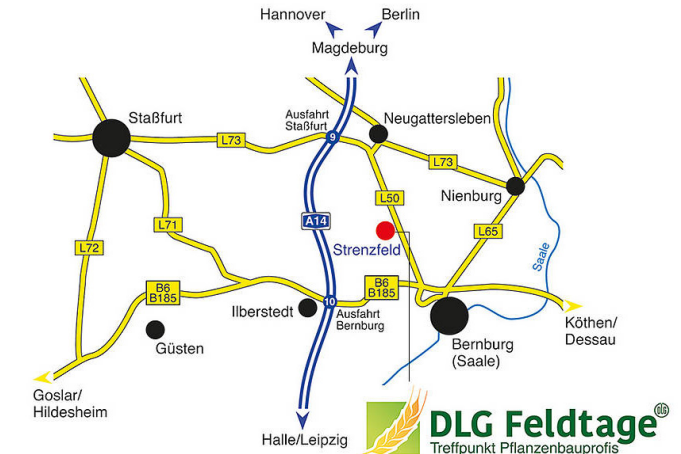 Hannover
Berlin
Magdeburg
Staßfurt
Ausfahrt
Staßfurt
9
Neugattersleben
L73
L73
L50
Nienburg
L71
A14
L65
L72
Strenzfeld
Saale
B6
B185
B6
B185
Ilberstedt
10
Ausfahrt
Bernburg
Güsten
Bernburg
(Saale)
Köthen/
Dessau
Goslar/
Hildesheim
Halle/Leipzig
DLG Feldtage®
DLG
Treffpunkt Pflanzenbauprofis